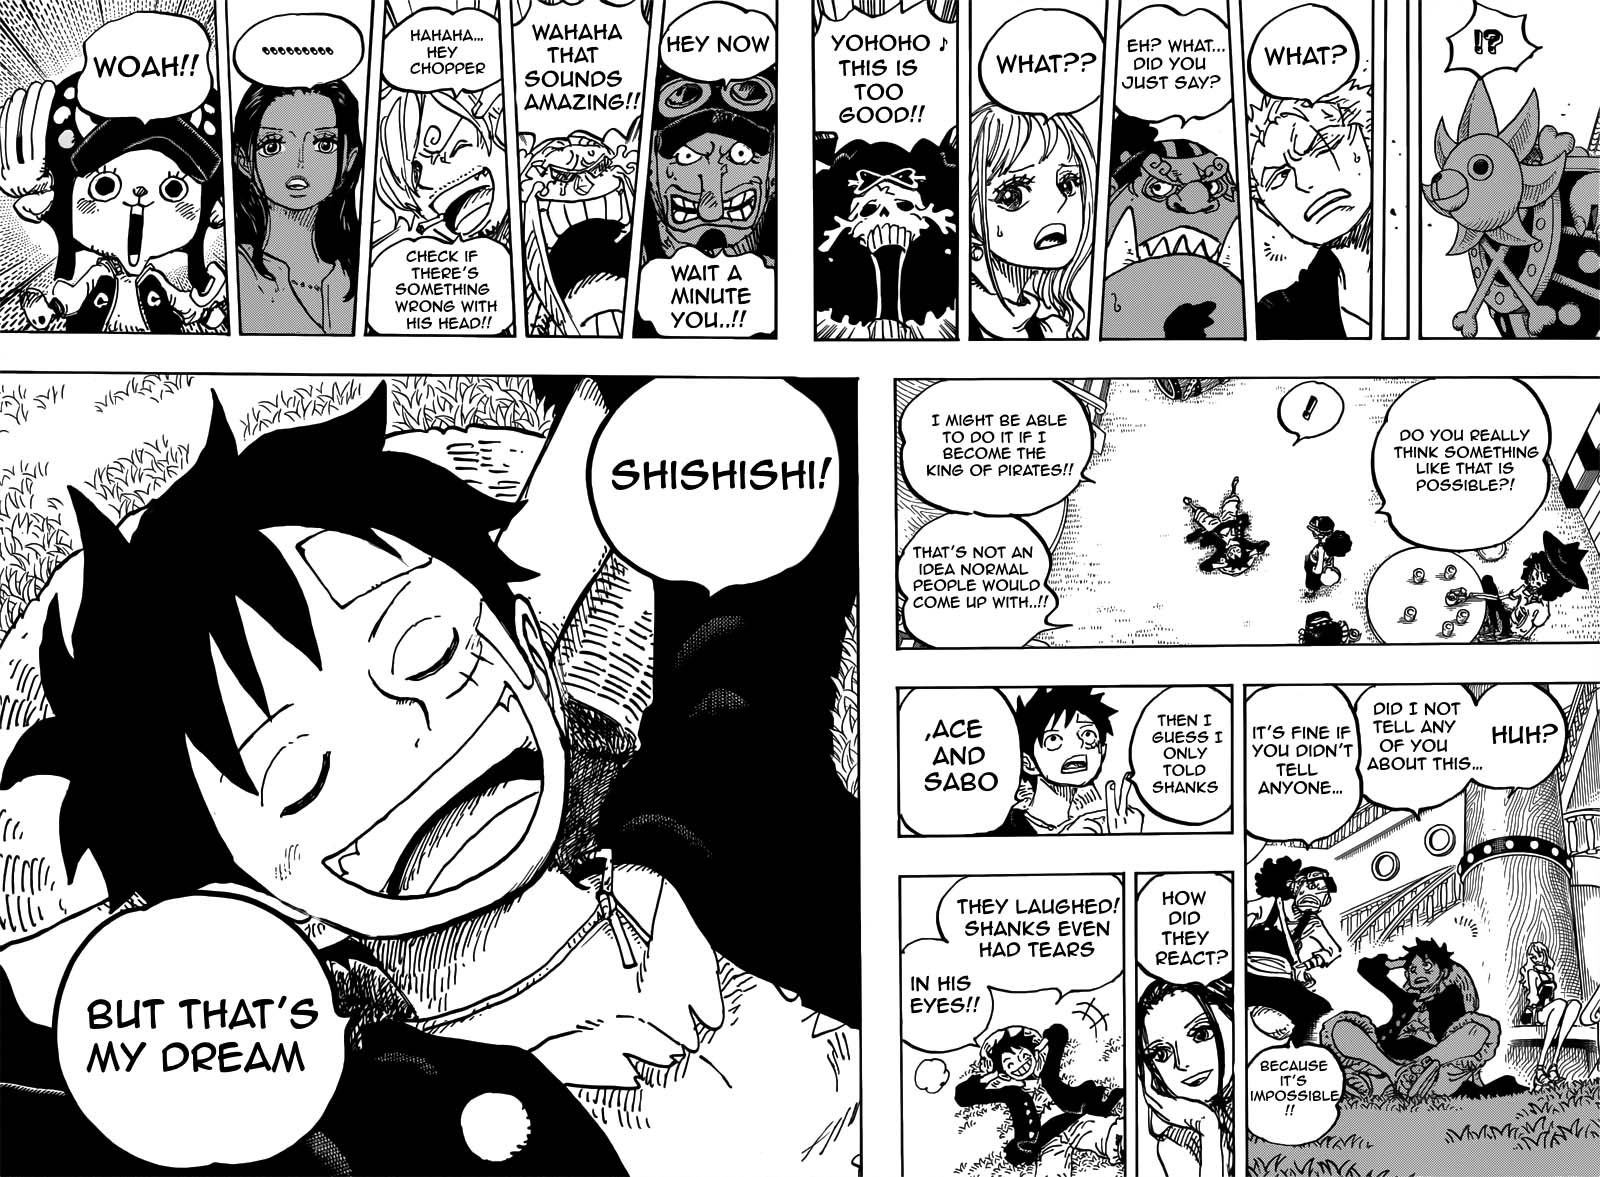 !?
WHAT?
EH? WHAT...
DID YOU
JUST SAY?
WHAT??
YOHOHO ♪
THIS IS
TOO
GOOD!!
HEY NOW
WAIT A
MINUTE
YOU..!!
WAHAHA
THAT
SOUNDS
AMAZING!!
HAHAHA...
HEY
CHOPPER
CHECK IF
THERE'S
SOMETHING
WRONG WITH
HIS HEAD!!
°°°°°°°°°°
WOAH!!
DO YOU REALLY
THINK SOMETHING
LIKE THAT IS
POSSIBLE?!
!
I MIGHT BE ABLE
TO DO IT IF I
BECOME THE
KING OF PIRATES!!
THAT'S NOT AN
IDEA NORMAL
PEOPLE WOULD
COME UP WITH..!!
HUH?
DID I NOT
TELL ANY
OF YOU
ABOUT THIS...
IT'S FINE IF
YOU DIDN'T
TELL
ANYONE...
BECAUSE
IT'S
IMPOSSIBLE
!!
THEN I
GUESS I
ONLY
TOLD
SHANKS
,ACE
AND
SABO
HOW
DID
THEY
REACT?
THEY LAUGHED!
SHANKS EVEN
HAD TEARS
IN HIS
EYES!!
SHISHISHI!
BUT THAT'S
MY DREAM